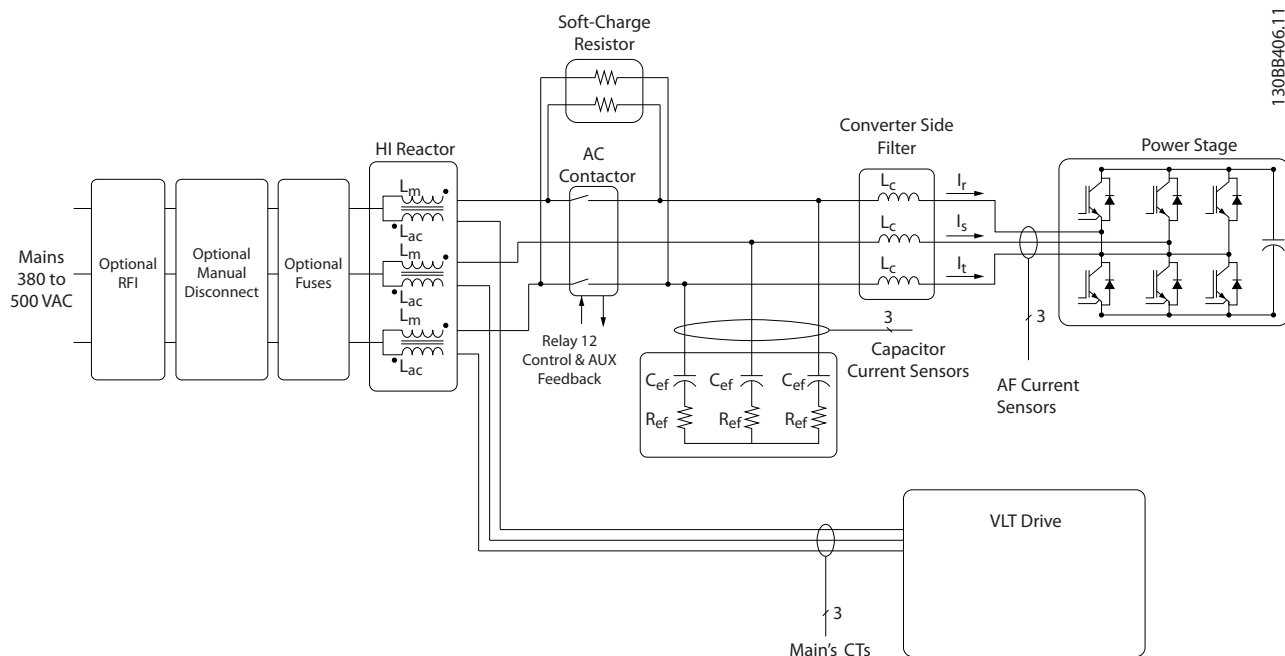 130BB406.11
Soft-Charge
Resistor
Converter Side
Filter
Power Stage
HI Reactor
AC
Contactor
Lm
Lac
Lm
Lac
Lm
Lac
Lc
Lc
Lc
Ir
Is
It
Mains
380 to
500 VAC
Optional
RFI
Optional
Manual
Disconnect
Optional
Fuses
Relay 12
Control & AUX
Feedback
3
Capacitor
Current Sensors
3
AF Current
Sensors
Cef
Cef
Cef
Ref
Ref
Ref
VLT Drive
3
Main's CTs